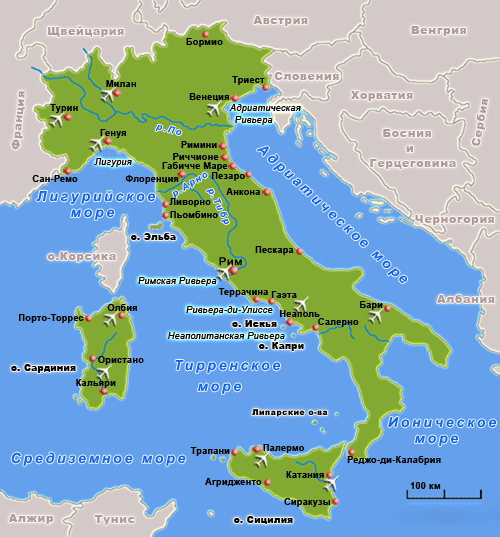 Австрия
Швейцария
Венгрия
Бормио
Триест
Словения
Милан
Венеция
Хорватия
Франция
Турин
Адриатическая
Ривьера
Сербия
р.По
Генуя
Босния
и
Герцеговина
Римини
Лигурия
Риччионе
Габичче Маре
Сан-Ремо
Флоренция
Пезаро
Адриатическое море
р.Арно
Анкона
Лигурийское
море
Ливорно
р.Тибр
Пьомбино
Черногория
о. Эльба
Пескара
о.Корсика
Рим
Римская Ривьера
Террачина
Гаэта
Албания
Олбия
Бари
Ривьера-ди-Улиссе
Неаполь
Порто-Торрес
о. Искья
Салерно
Неаполитанская Ривьера
о. Капри
Ористано
о. Сардиния
Тирренское
море
Кальяри
Липарские о-ва
Ионическое
море
Трапани
Палермо
Средиземное море
Реджо-ди-Калабрия
Агридженто
Катания
100 км
Сиракузы
Алжир
Тунис
о. Сицилия